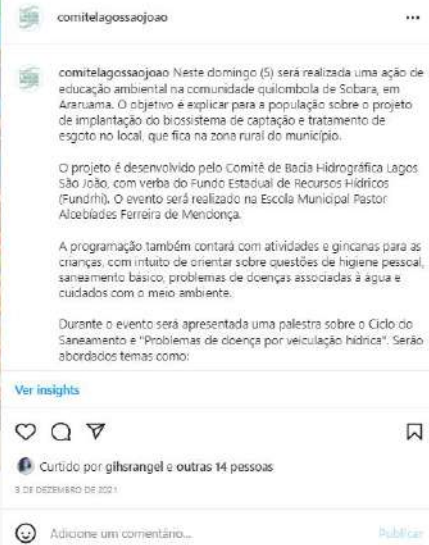 comitelagossaojoao
comitelagossaojoao Neste domingo (5) será realizada uma ação de
educação ambiental na comunidade quilombola de Sobara, em
Araruama. O objetivo é explicar para a população sobre o projeto
de implantação do biossistema de captação e tratamento de
esgoto no local, que fica na zona rural do município.
O projeto é desenvolvido pelo Comitê de Bacia Hidrográfica Lagos
São João, com verba do Fundo Estadual de Recursos Hídricos
(Fundrhi). O evento será realizado na Escola Municipal Pastor
Alcebíades Ferreira de Mendonça.
A programação também contará com atividades e gincanas para as
crianças, com intuito de orientar sobre questões de higiene pessoal,
saneamento básico, problemas de doenças associadas à água e
cuidados com o meio ambiente.
Durante o evento será apresentada uma palestra sobre o Ciclo do
Saneamento e "Problemas de doença por veiculação hídrica". Serão
abordados temas como:
Ver insights
Curtido por gihsrangel e outras 14 pessoas
3 DE DEZEMBRO DE 2021
Adicione um comentário...
Publicar